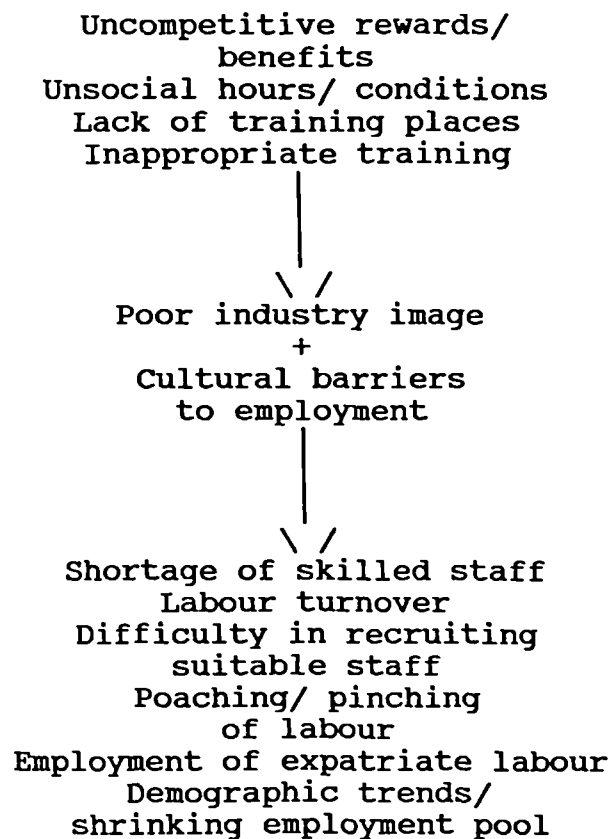 Uncompetitive rewards/
benefits
Unsocial hours/ conditions
Lack of training places
Inappropriate training
Poor industry image
+
Cultural barriers
to employment
Shortage of skilled staff
Labour turnover
Difficulty in recruiting
suitable staff
Poaching/ pinching
of labour
Employment of expatriate labour
Demographic trends/
shrinking employment pool